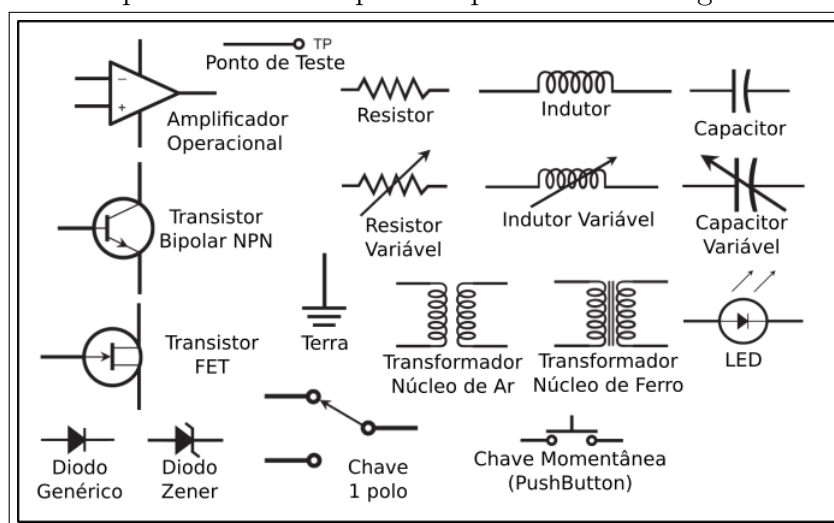 TP
Ponto de Teste
−
+
Amplificador
Operacional
Resistor
Indutor
Capacitor
Transistor
Bipolar NPN
Resistor
Variável
Indutor Variável
Capacitor
Variável
Transistor
FET
Terra
Transformador
Núcleo de Ar
Transformador
Núcleo de Ferro
LED
Diodo
Genérico
Diodo
Zener
Chave
1 polo
Chave Momentânea
(PushButton)